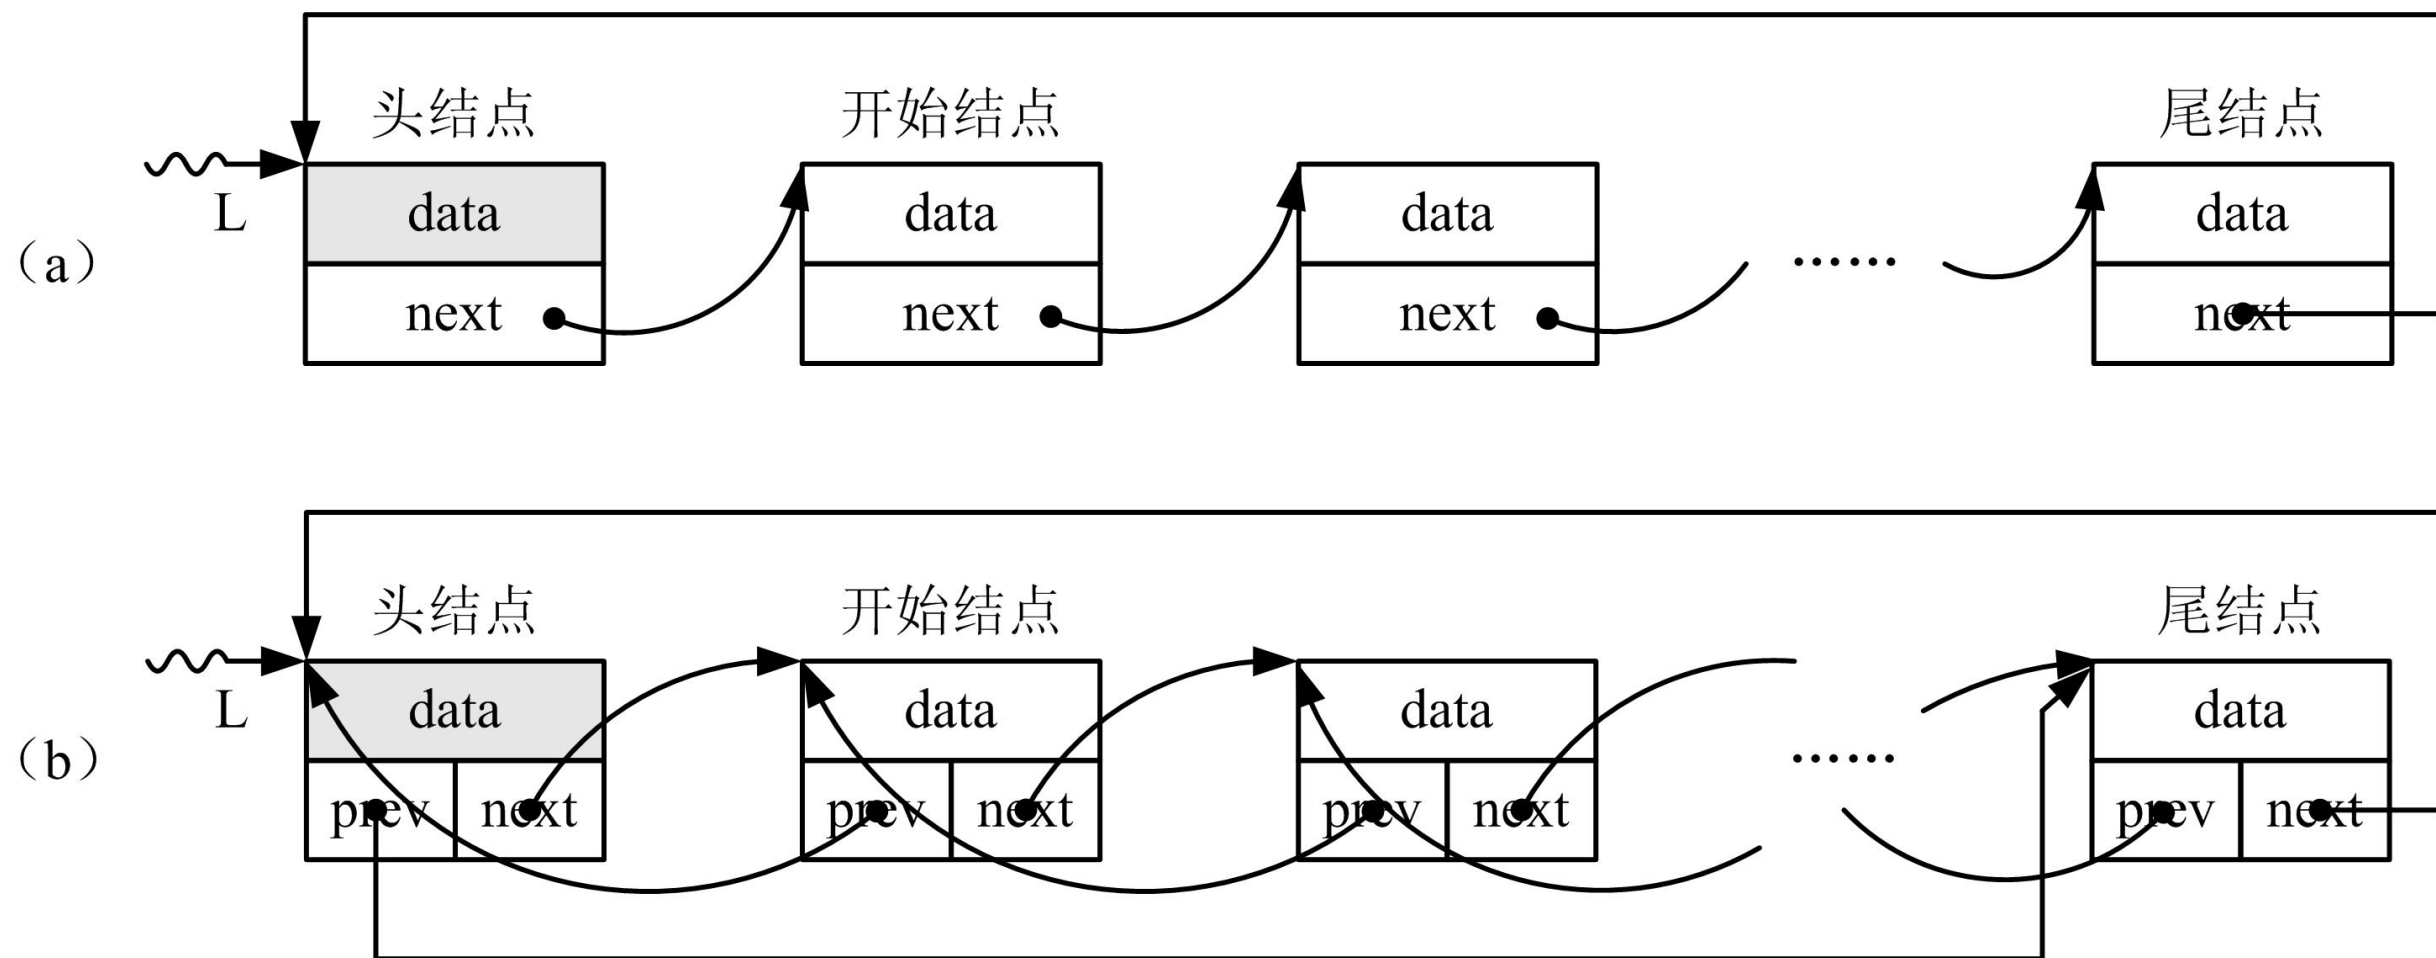 头结点 开始结点 尾结点
L data data data data
（a）
next next next next
头结点 开始结点 尾结点
L data data data data
（b）
prev next prev next prev next prev next